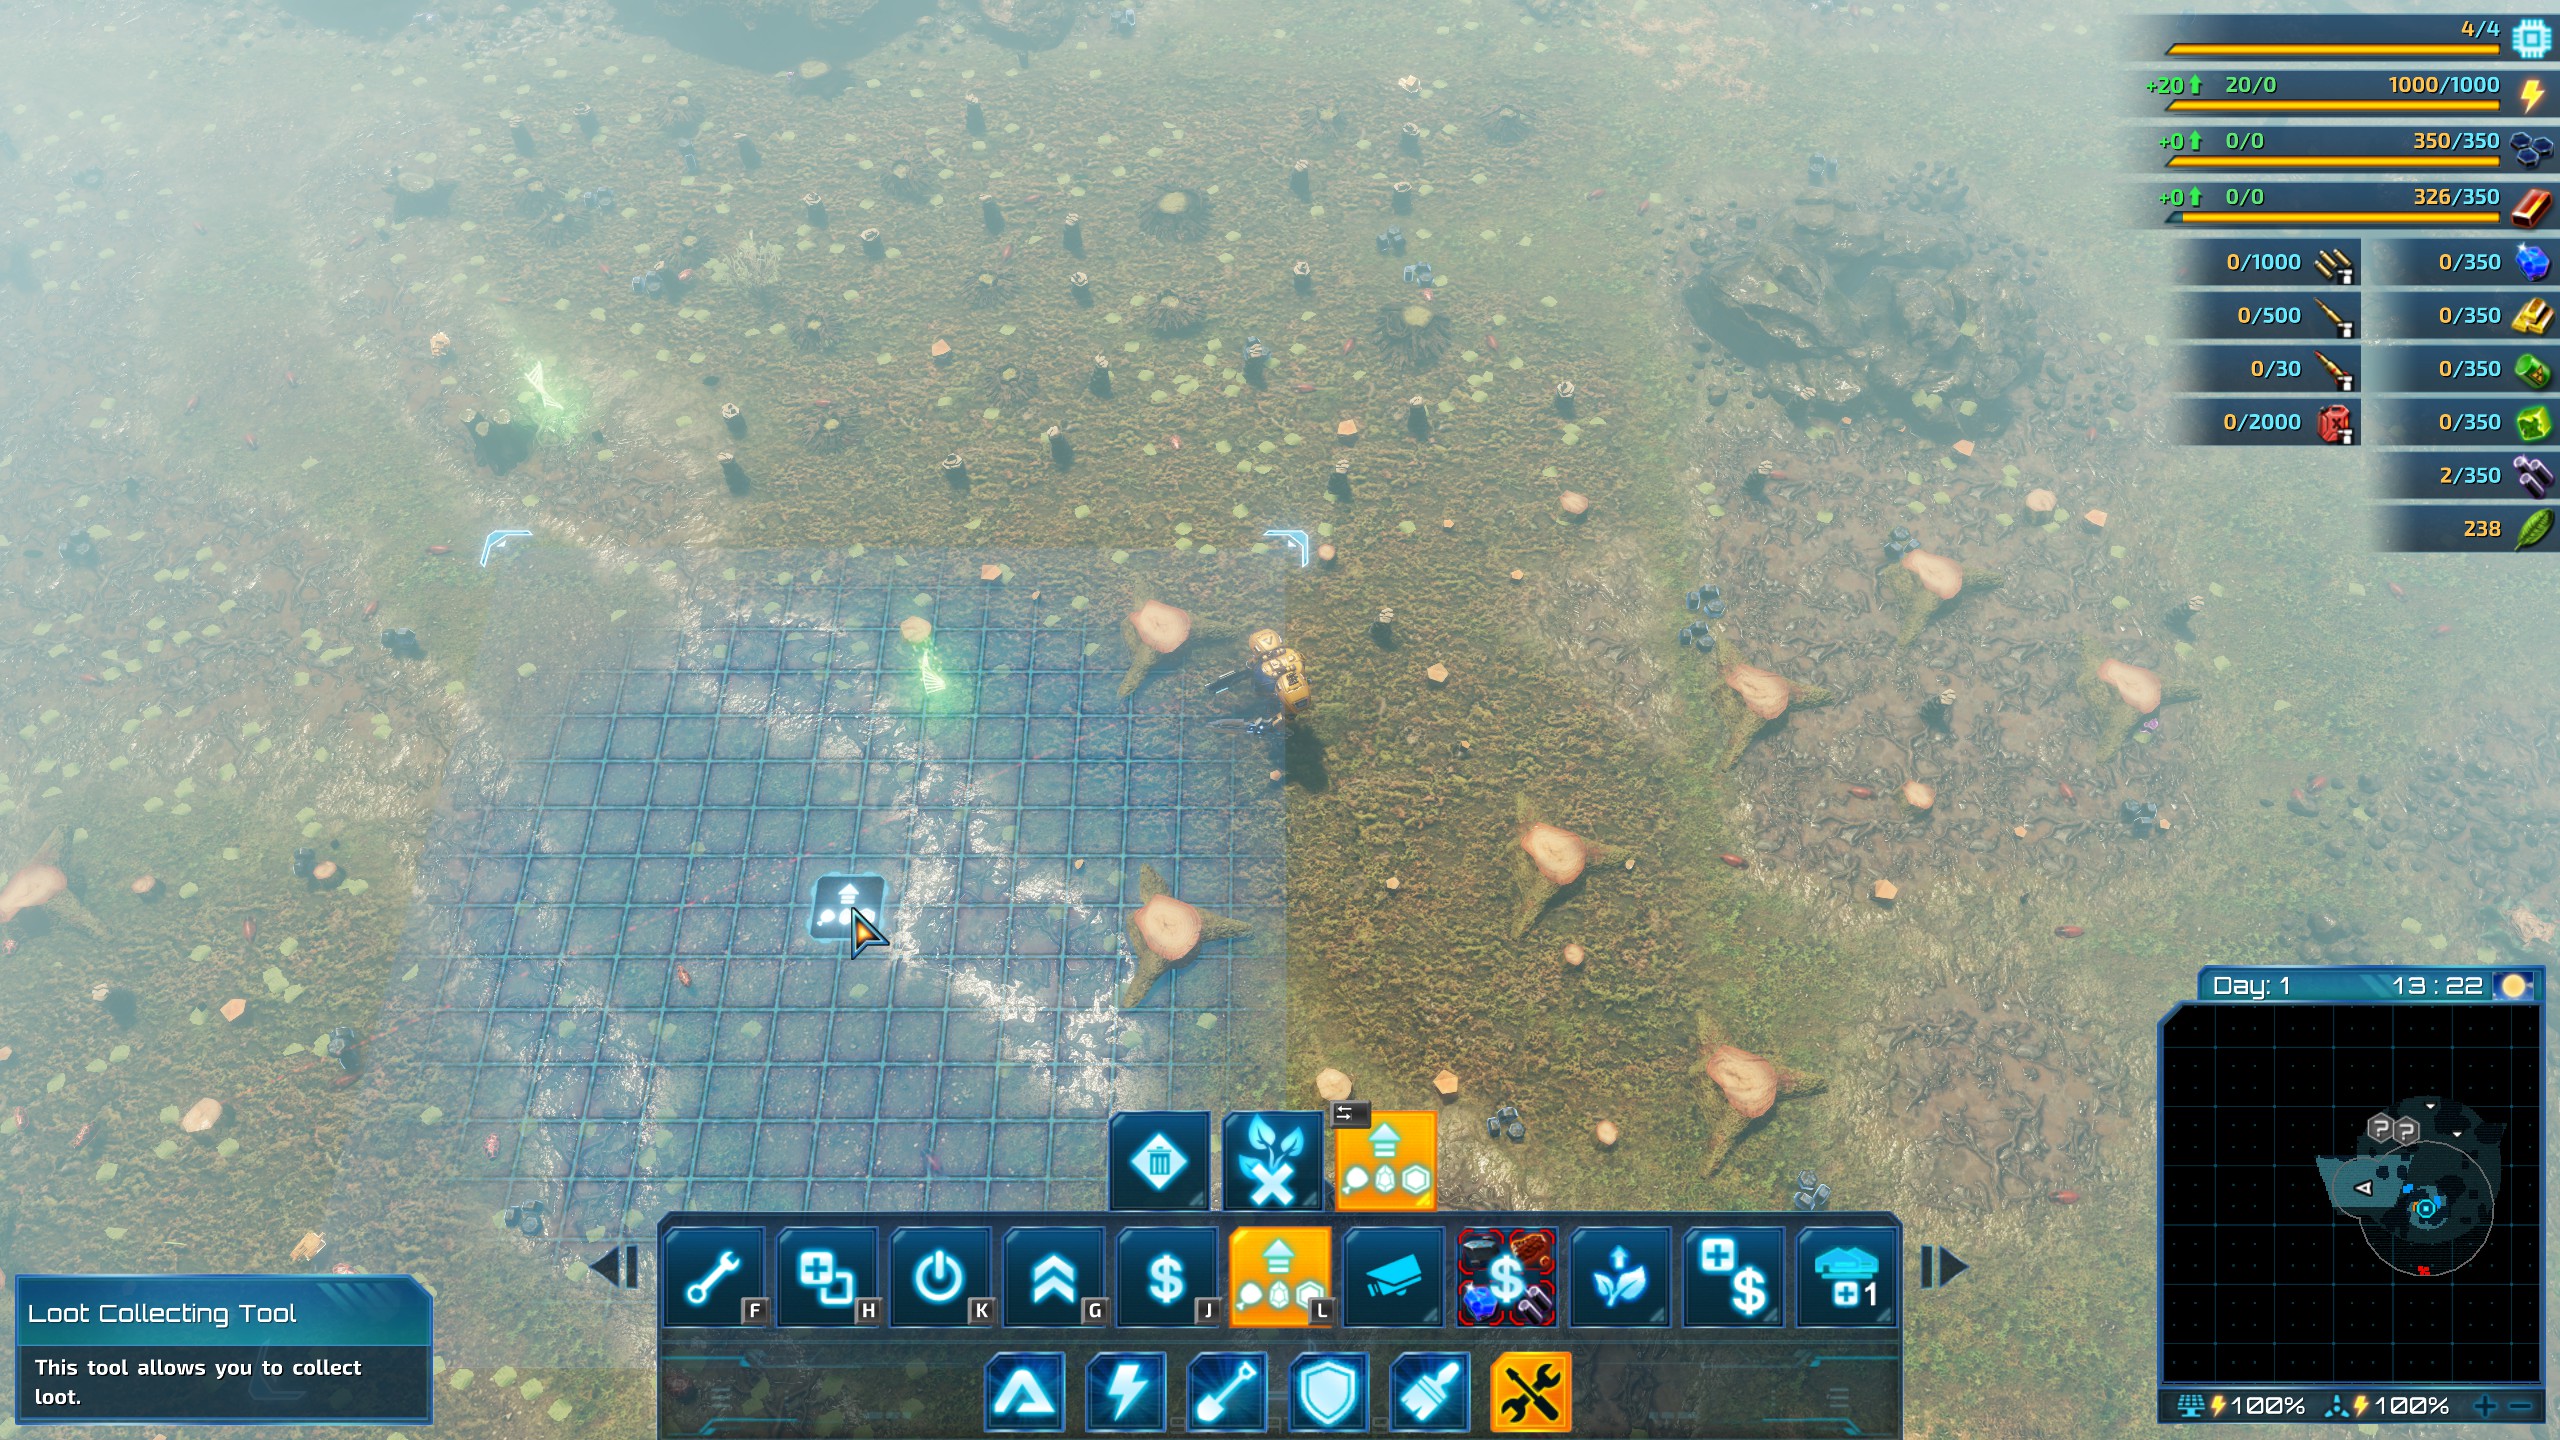 4/4
+20 20/0 1000/1000
+0 0/0 350/350
+0 0/0 326/350
0/1000 0/350
0/500 0/350
0/30 0/350
0/2000 0/350
2/350
238
Day: 1 13:22
? ?
F H K G $ J L $ $ 1
Loot Collecting Tool
This tool allows you to collect
loot.
100% 100%